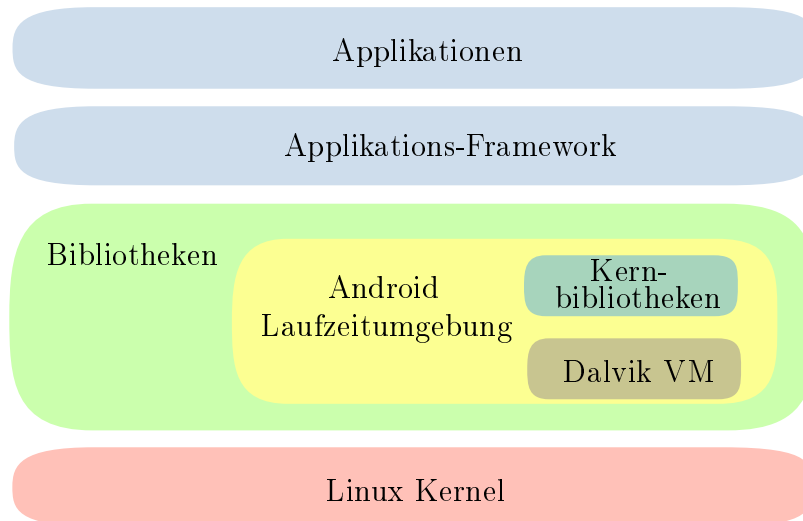 Applikationen
Applikations-Framework
Bibliotheken
Android
Laufzeitumgebung
Kern-
bibliotheken
Dalvik VM
Linux Kernel